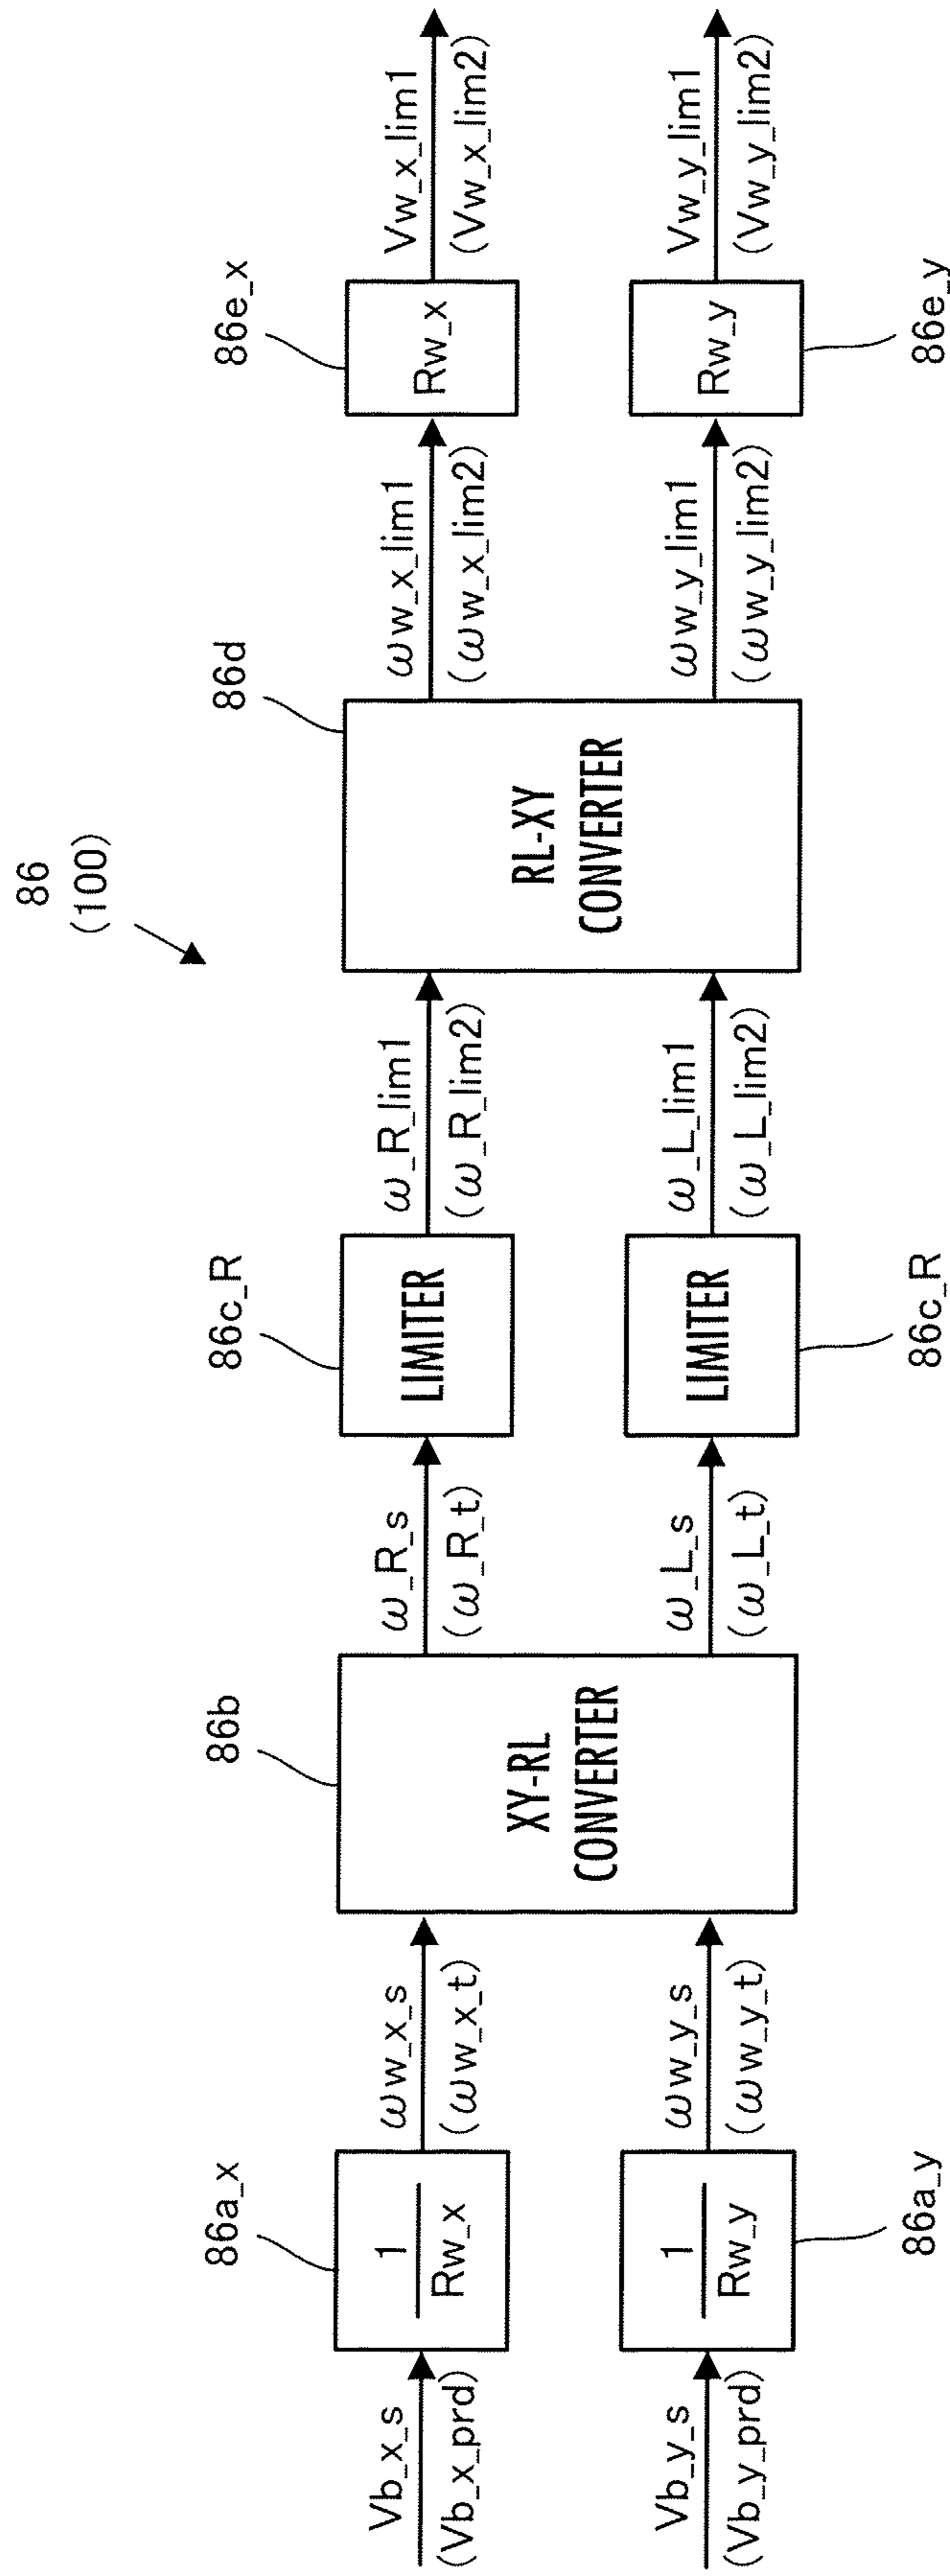 86
(100)
Vb_x_s
(Vb_x_prd)
86a_x
1
Rw_x
ωw_x_s
(ωw_x_t)
Vb_y_s
(Vb_y_prd)
86a_y
1
Rw_y
ωw_y_s
(ωw_y_t)
86b
XY-RL
CONVERTER
ω_R_s
(ω_R_t)
86c_R
LIMITER
ω_R_lim1
(ω_R_lim2)
ω_L_s
(ω_L_t)
86c_R
LIMITER
ω_L_lim1
(ω_L_lim2)
86d
RL-XY
CONVERTER
ωw_x_lim1
(ωw_x_lim2)
86e_x
Rw_x
Vw_x_lim1
(Vw_x_lim2)
ωw_y_lim1
(ωw_y_lim2)
86e_y
Rw_y
Vw_y_lim1
(Vw_y_lim2)